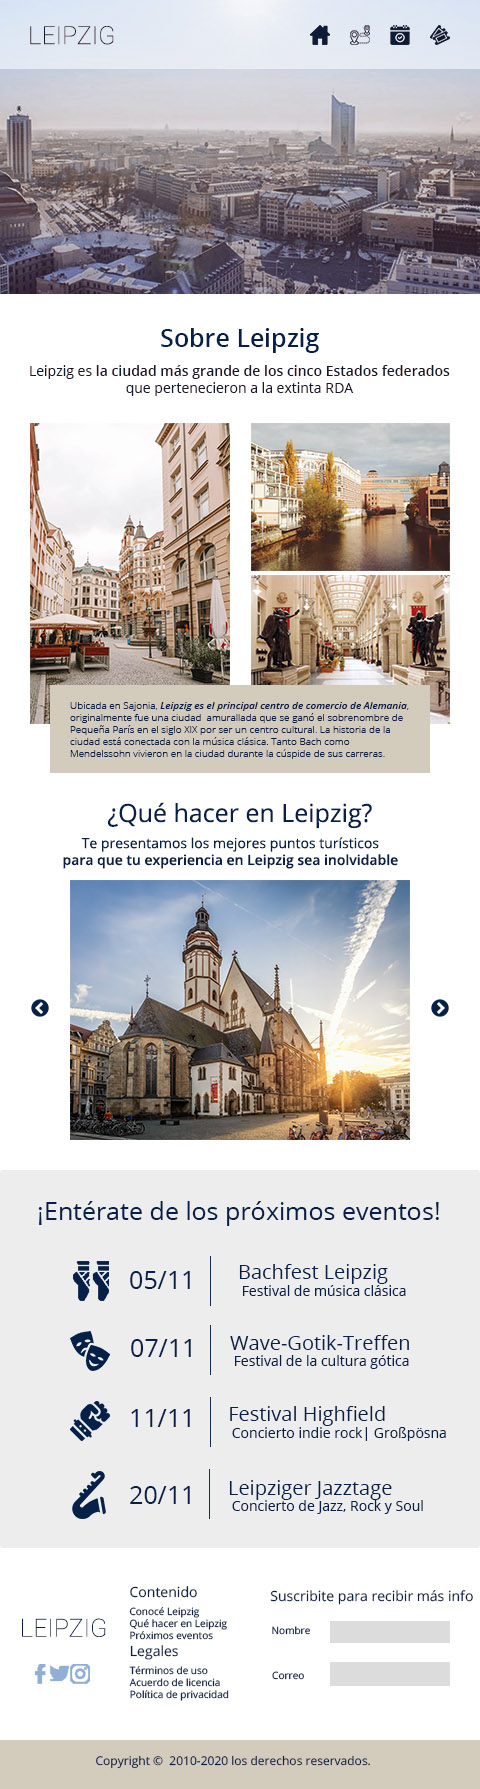 LEIPZIG
Sobre Leipzig
Leipzig es la ciudad más grande de los cinco Estados federados
que pertenecieron a la extinta RDA
Ubicada en Sajonia, Leipzig es el principal centro de comercio de Alemania,
originalmente fue una ciudad amurallada que se ganó el sobrenombre de
Pequeña París en el siglo XIX por ser un centro cultural. La historia de la
ciudad está conectada con la música clásica. Tanto Bach como
Mendelssohn vivieron en la ciudad durante la cúspide de sus carreras.
¿Qué hacer en Leipzig?
Te presentamos los mejores puntos turísticos
para que tu experiencia en Leipzig sea inolvidable
¡Entérate de los próximos eventos!
05/11
Bachfest Leipzig
Festival de música clásica
07/11
Wave-Gotik-Treffen
Festival de la cultura gótica
11/11
Festival Highfield
Concierto indie rock| Großpösna
20/11
Leipziger Jazztage
Concierto de Jazz, Rock y Soul
LEIPZIG
Contenido
Conocé Leipzig
Qué hacer en Leipzig
Próximos eventos
Legales
Términos de uso
Acuerdo de licencia
Política de privacidad
Suscribite para recibir más info
Nombre
Correo
Copyright © 2010-2020 los derechos reservados.